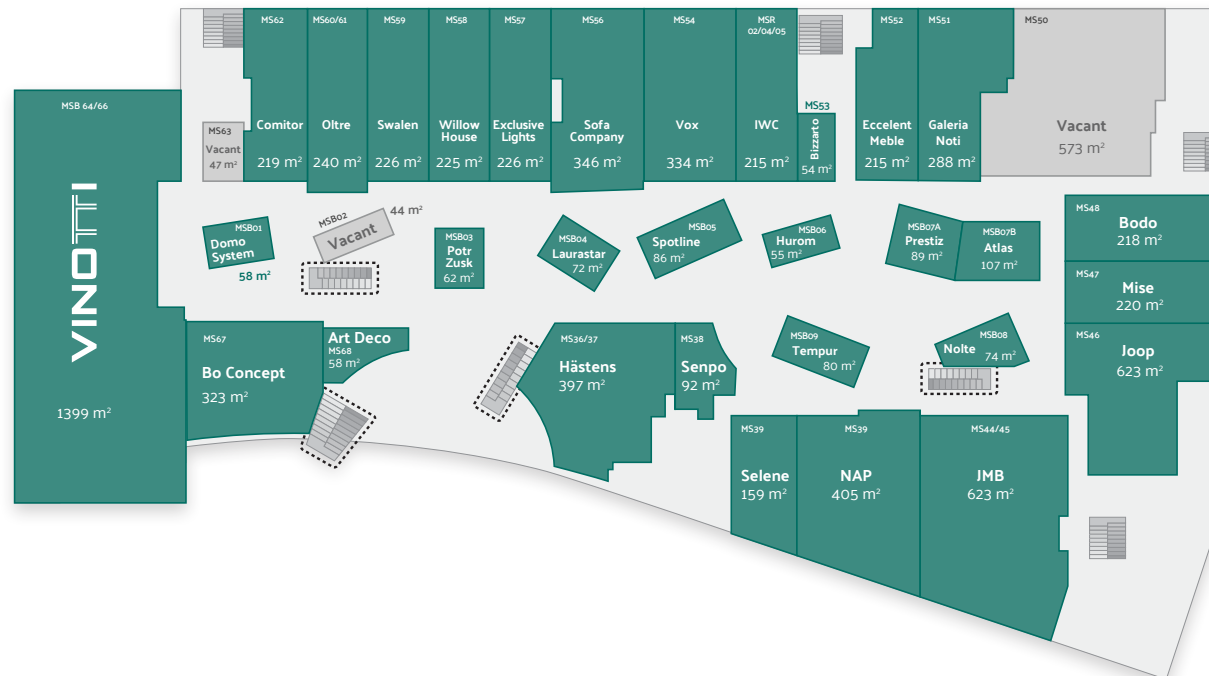 MSB 64/66
VINOTTI
1399 m²
MS63
Vacant
47 m²
MS62
Comitor
219 m²
MS60/61
Oltre
240 m²
MS59
Swalen
226 m²
MS58
Willow
House
225 m²
MS57
Exclusive
Lights
226 m²
MS56
Sofa
Company
346 m²
MS54
Vox
334 m²
MSR
02/04/05
IWC
215 m²
MS53
Bizzarto
54 m²
MS52
Eccelent
Meble
215 m²
MS51
Galeria
Noti
288 m²
MS50
Vacant
573 m²
MSB01
Domo
System
58 m²
MSB02
Vacant
44 m²
MSB03
Potr
Zusk
62 m²
MSB04
Laurastar
72 m²
MSB05
Spotline
86 m²
MSB06
Hurom
55 m²
MSB07A
Prestiz
89 m²
MSB07B
Atlas
107 m²
MS48
Bodo
218 m²
MS47
Mise
220 m²
MS46
Joop
623 m²
MS67
Bo Concept
323 m²
Art Deco
MS68
58 m²
MS36/37
Hästens
397 m²
MS38
Senpo
92 m²
MSB09
Tempur
80 m²
MSB08
Nolte
74 m²
MS39
Selene
159 m²
MS39
NAP
405 m²
MS44/45
JMB
623 m²